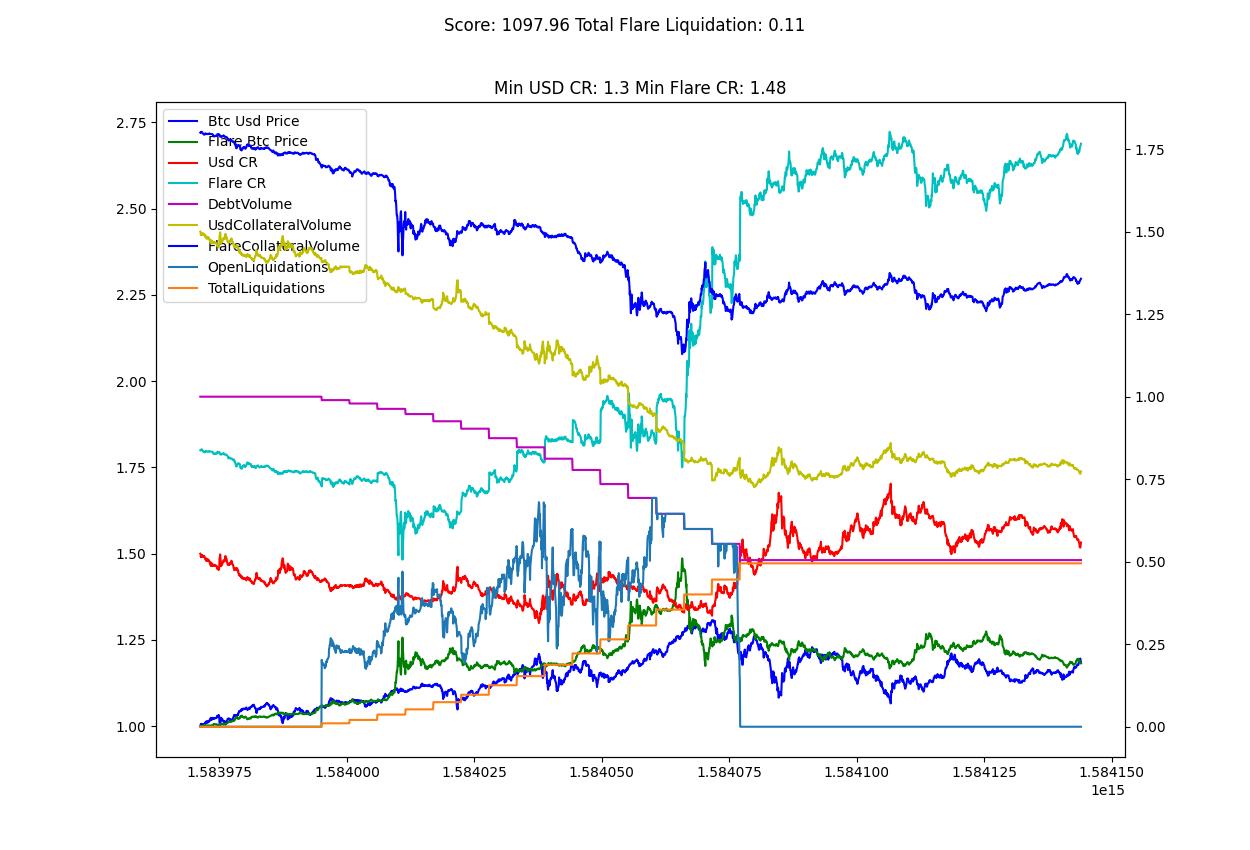 Score: 1097.96 Total Flare Liquidation: 0.11
Min USD CR: 1.3 Min Flare CR: 1.48
Btc Usd Price
Flare Btc Price
Usd CR
Flare CR
DebtVolume
UsdCollateralVolume
FlareCollateralVolume
OpenLiquidations
TotalLiquidations
2.75
2.50
2.25
2.00
1.75
1.50
1.25
1.00
1.75
1.50
1.25
1.00
0.75
0.50
0.25
0.00
1.583975 1.584000 1.584025 1.584050 1.584075 1.584100 1.584125 1.584150
1e15